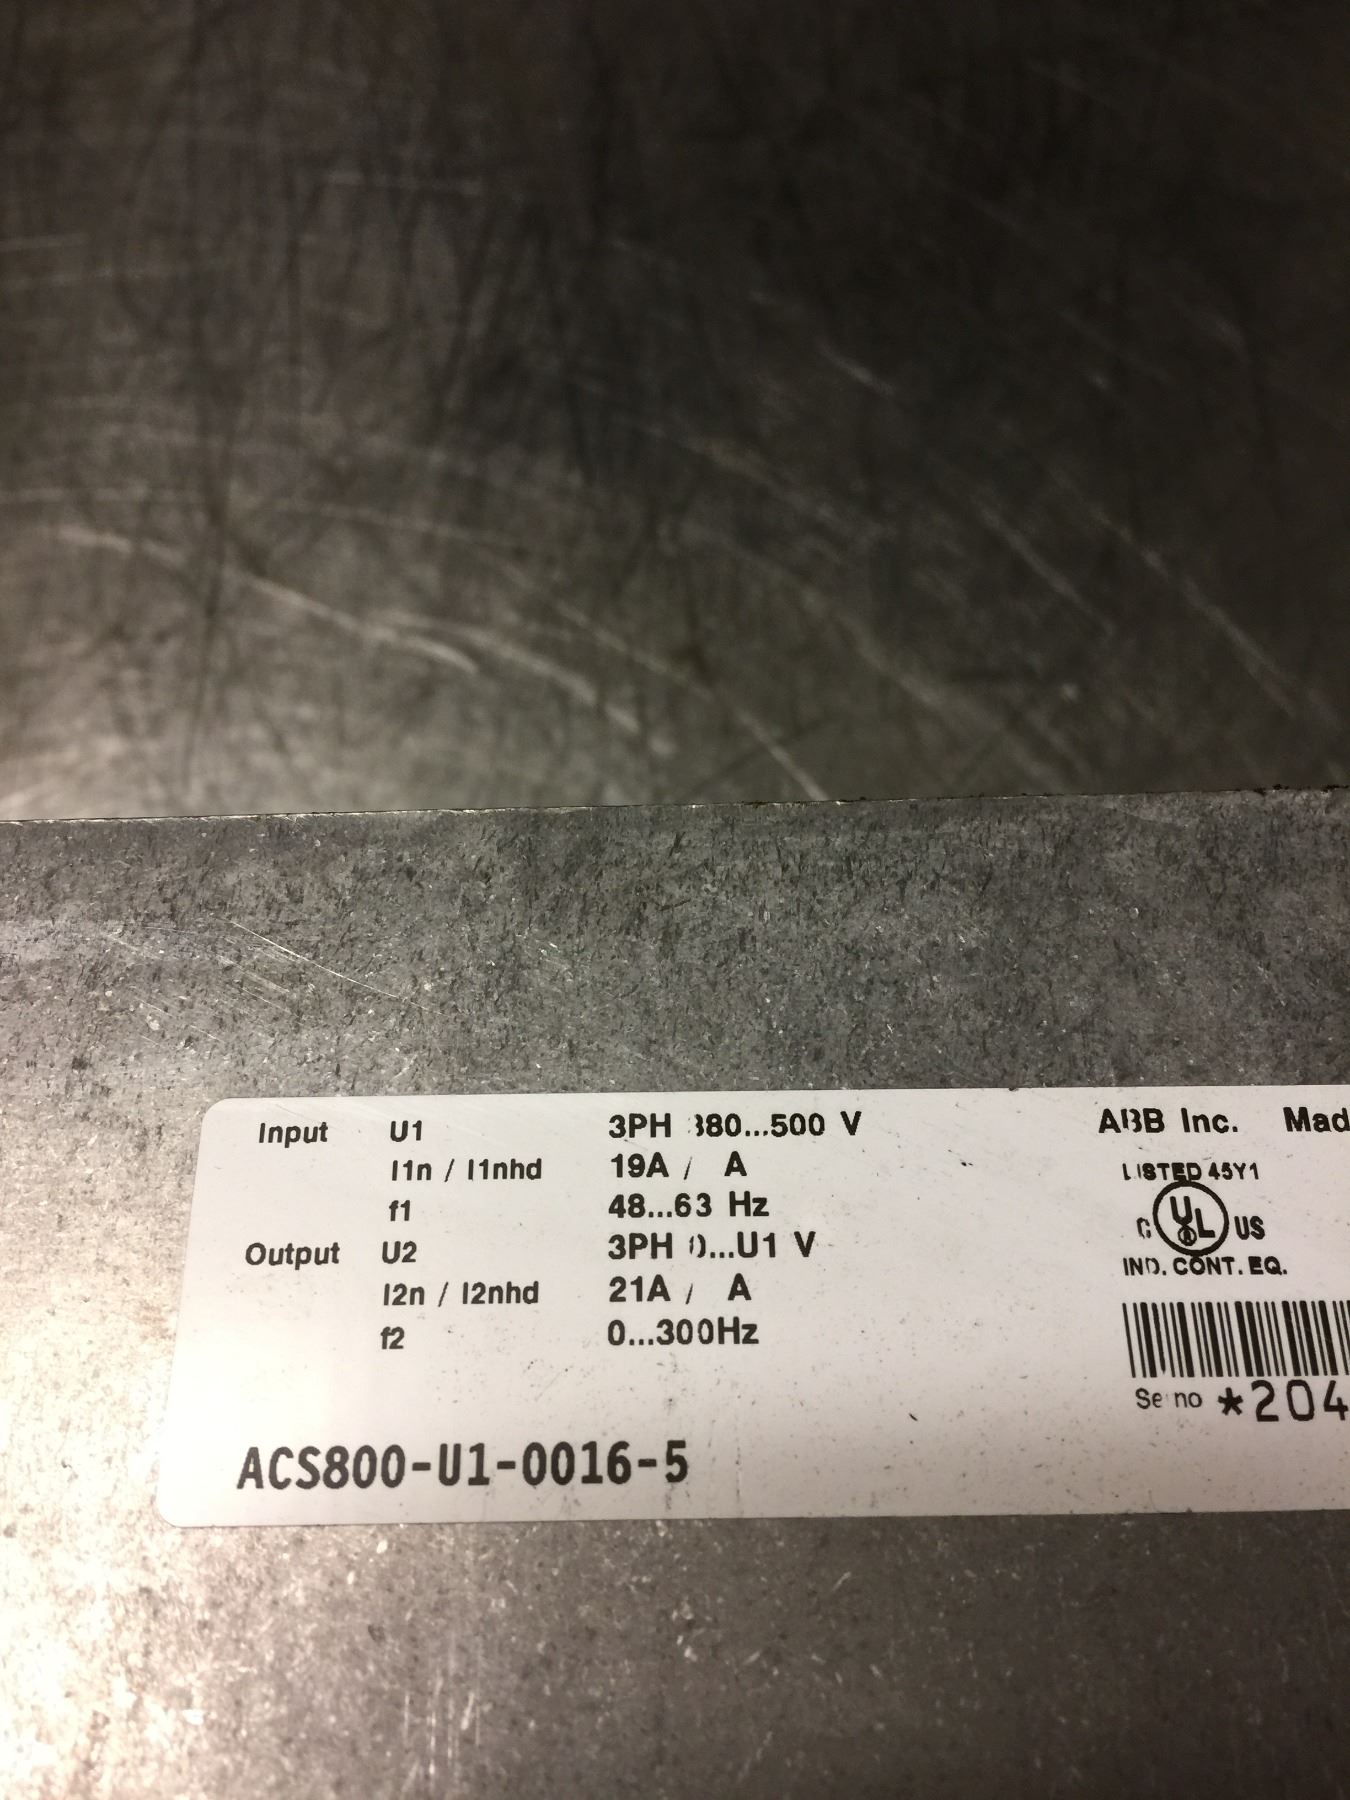 Input U1 3PH 380...500 V
I1n / I1nhd 19A / A
f1 48...63 Hz
Output U2 3PH 0...U1 V
I2n / I2nhd 21A / A
f2 0...300Hz
ACS800-U1-0016-5
ABB Inc. Mad
LISTED 45Y1
C UL US
IND. CONT. EQ.
Ser no *204